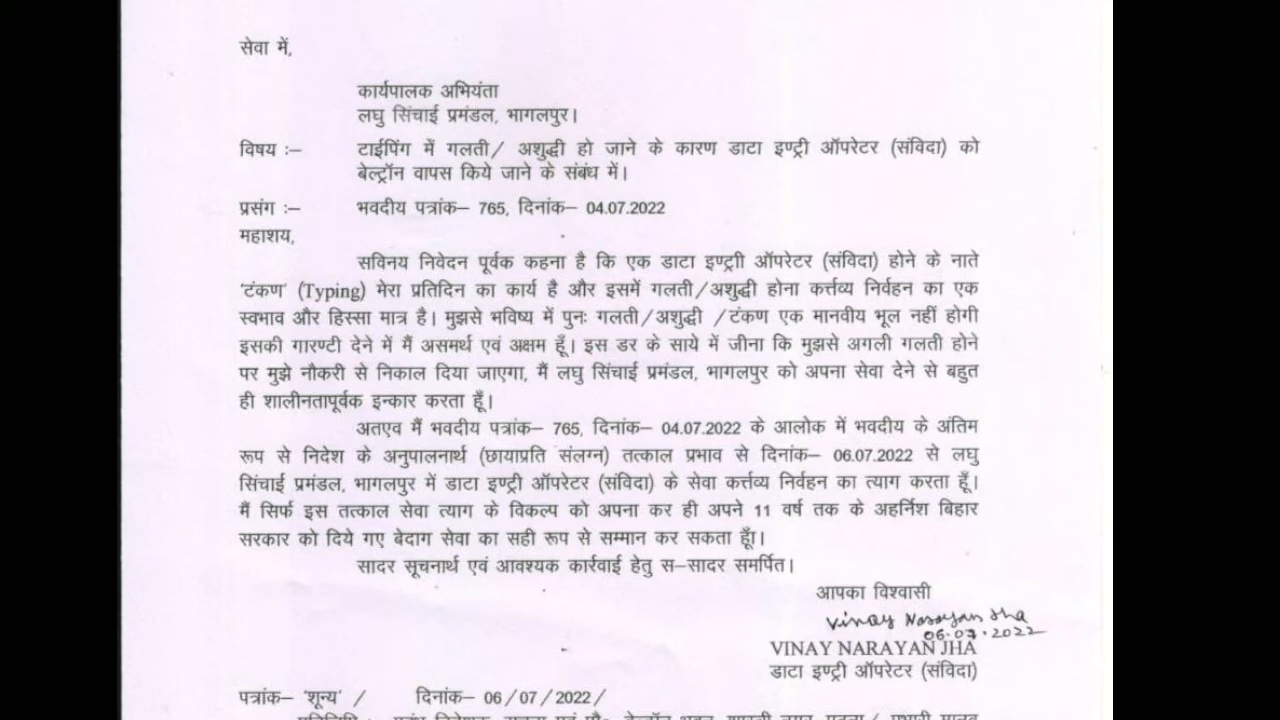 सेवा में,
कार्यपालक अभियंता
लघु सिंचाई प्रमंडल, भागलपुर।
विषय :– टाईपिंग में गलती/ अशुद्धी हो जाने के कारण डाटा इण्ट्री ऑपरेटर (संविदा) को
बेल्ट्रॉन वापस किये जाने के संबंध में।
प्रसंग :– भवदीय पत्रांक– 765, दिनांक– 04.07.2022
महाशय,
सविनय निवेदन पूर्वक कहना है कि एक डाटा इण्ट्राी ऑपरेटर (संविदा) होने के नाते
'टंकण' (Typing) मेरा प्रतिदिन का कार्य है और इसमें गलती/अशुद्धी होना कर्त्तव्य निर्वहन का एक
स्वभाव और हिस्सा मात्र है। मुझसे भविष्य में पुनः गलती/अशुद्धी /टंकण एक मानवीय भूल नहीं होगी
इसकी गारण्टी देने में मैं असमर्थ एवं अक्षम हूँ। इस डर के साये में जीना कि मुझसे अगली गलती होने
पर मुझे नौकरी से निकाल दिया जाएगा, मैं लघु सिंचाई प्रमंडल, भागलपुर को अपना सेवा देने से बहुत
ही शालीनतापूर्वक इन्कार करता हूँ।
अतएव मैं भवदीय पत्रांक– 765, दिनांक– 04.07.2022 के आलोक में भवदीय के अंतिम
रूप से निदेश के अनुपालनार्थ (छायाप्रति संलग्न) तत्काल प्रभाव से दिनांक– 06.07.2022 से लघु
सिंचाई प्रमंडल, भागलपुर में डाटा इण्ट्री ऑपरेटर (संविदा) के सेवा कर्त्तव्य निर्वहन का त्याग करता हूँ।
मैं सिर्फ इस तत्काल सेवा त्याग के विकल्प को अपना कर ही अपने 11 वर्ष तक के अहर्निश बिहार
सरकार को दिये गए बेदाग सेवा का सही रूप से सम्मान कर सकता हूँा।
सादर सूचनार्थ एवं आवश्यक कार्रवाई हेतु स–सादर समर्पित।
आपका विश्वासी
Vinay Narayan Jha
06.07.2022
VINAY NARAYAN JHA
डाटा इण्ट्री ऑपरेटर (संविदा)
पत्रांक– 'शून्य' / दिनांक– 06/07/2022/